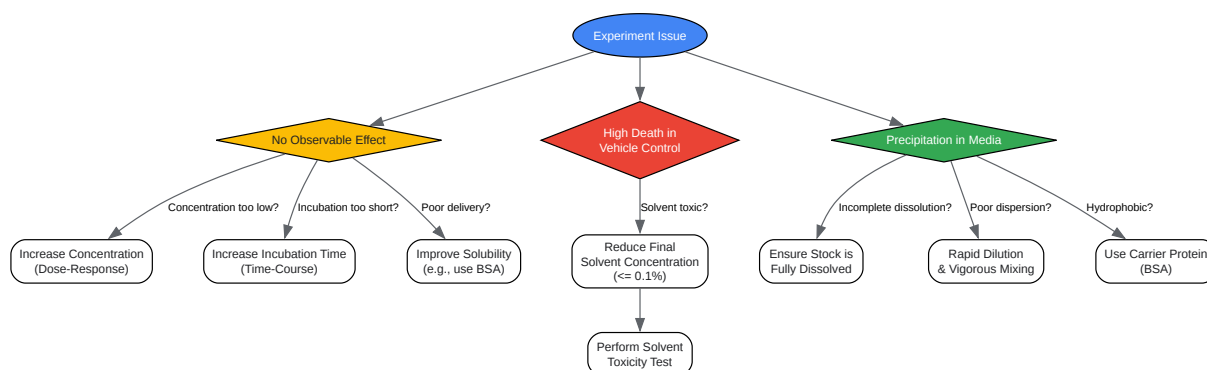 Experiment Issue
No Observable Effect
High Death in
Vehicle Control
Precipitation in Media
Concentration too low?
Incubation too short?
Poor delivery?
Solvent toxic?
Incomplete dissolution?
Poor dispersion?
Hydrophobic?
Increase Concentration
(Dose-Response)
Increase Incubation Time
(Time-Course)
Improve Solubility
(e.g., use BSA)
Reduce Final
Solvent Concentration
(<= 0.1%)
Ensure Stock is
Fully Dissolved
Rapid Dilution
& Vigorous Mixing
Use Carrier Protein
(BSA)
Perform Solvent
Toxicity Test